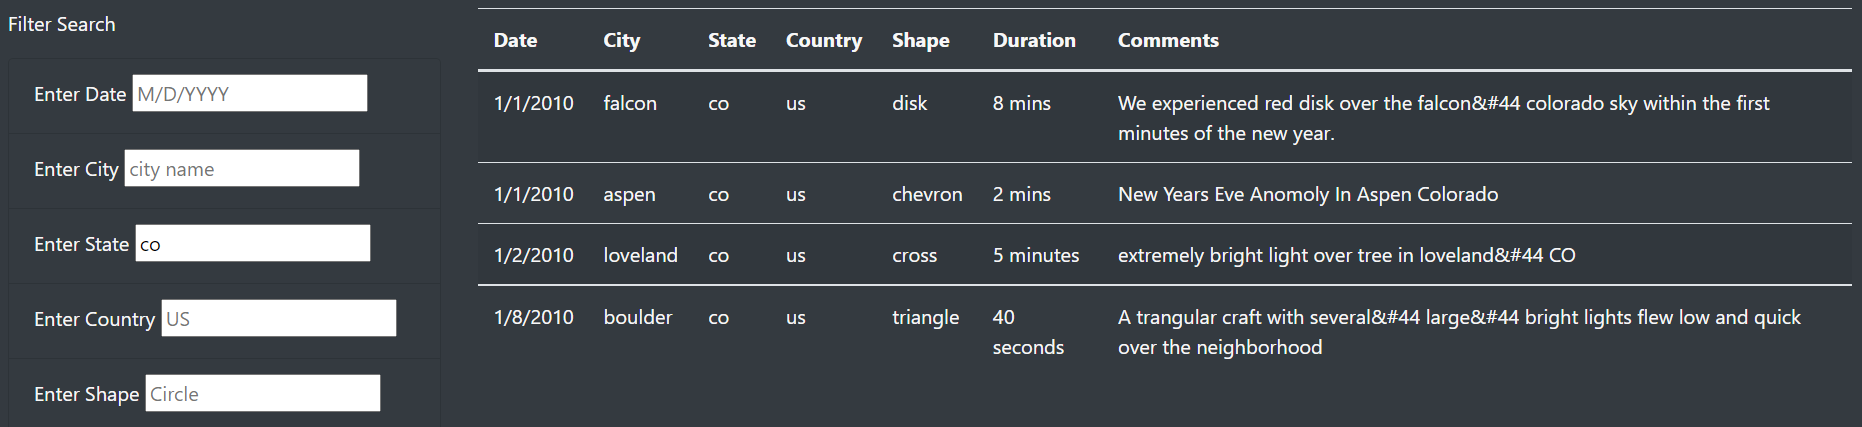 Filter Search
Enter Date M/D/YYYY
Enter City city name
Enter State co
Enter Country US
Enter Shape Circle
Date City State Country Shape Duration Comments
1/1/2010 falcon co us disk 8 mins We experienced red disk over the falcon&#44 colorado sky within the first
minutes of the new year.
1/1/2010 aspen co us chevron 2 mins New Years Eve Anomoly In Aspen Colorado
1/2/2010 loveland co us cross 5 minutes extremely bright light over tree in loveland&#44 CO
1/8/2010 boulder co us triangle 40 A trangular craft with several&#44 large&#44 bright lights flew low and quick
seconds over the neighborhood